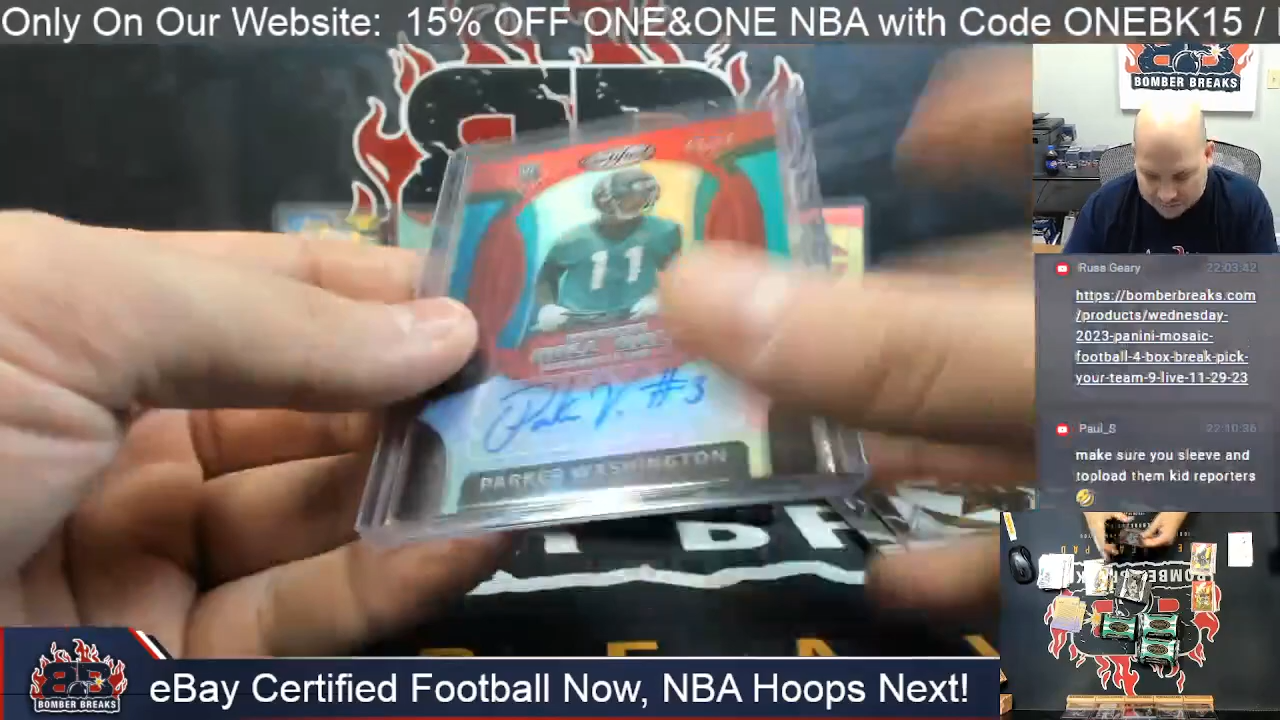 Only On Our Website: 15% OFF ONE&ONE NBA with Code ONEBK15 /
BOMBER BREAKS
Certified
11
#3
PARKER WASHINGTON
Russ Geary
22:03:42
https://bomberbreaks.com
/products/wednesday-
2023-panini-mosaic-
football-4-box-break-pick-
your-team-9-live-11-29-23
Paul_S
22:10:36
make sure you sleeve and
topload them kid reporters
BOMBER BREAKS
eBay Certified Football Now, NBA Hoops Next!